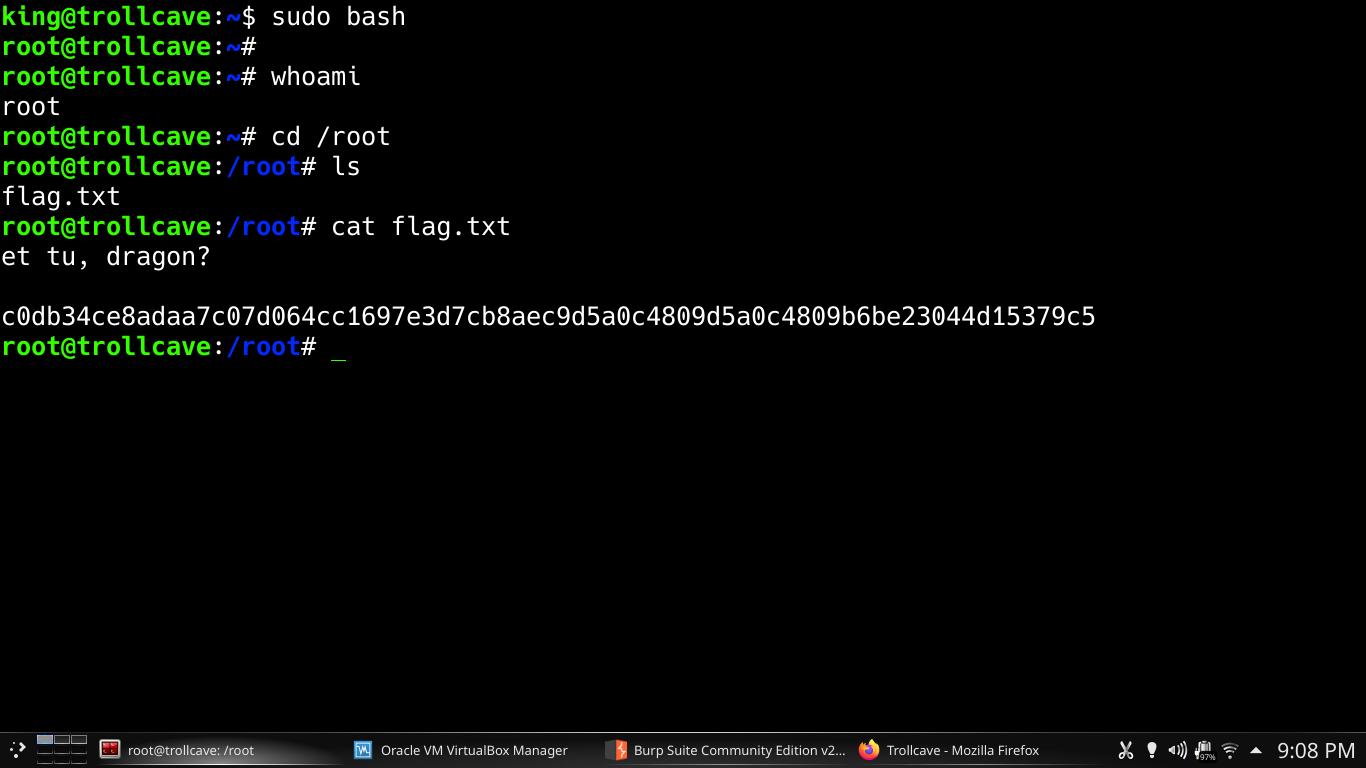 king@trollcave:~$ sudo bash
root@trollcave:~#
root@trollcave:~# whoami
root
root@trollcave:~# cd /root
root@trollcave:/root# ls
flag.txt
root@trollcave:/root# cat flag.txt
et tu, dragon?
c0db34ce8adaa7c07d064cc1697e3d7cb8aec9d5a0c4809d5a0c4809b6be23044d15379c5
root@trollcave:/root# _
root@trollcave: /root
Oracle VM VirtualBox Manager
Burp Suite Community Edition v2...
Trollcave - Mozilla Firefox
97%
9:08 PM